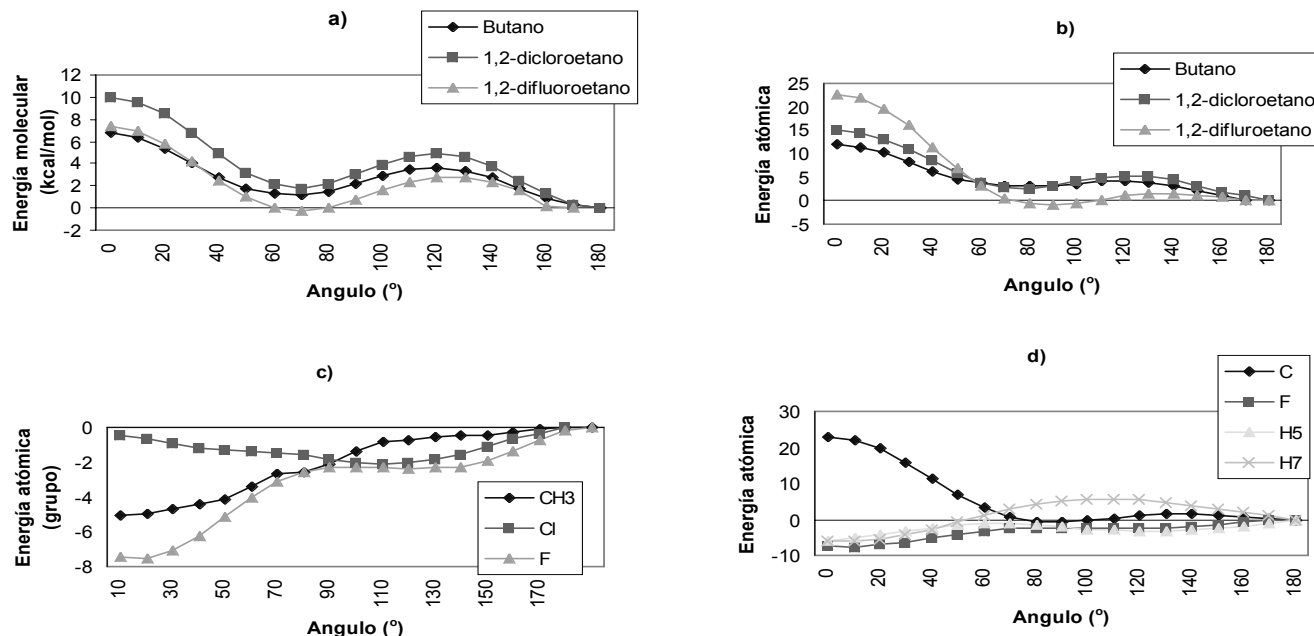 a)
Butano
1,2-dicloroetano
1,2-difluoroetano
Energía molecular
(kcal/mol)
12
10
8
6
4
2
0
-2
0
20
40
60
80
100
120
140
160
180
Angulo (º)
b)
Butano
1,2-dicloroetano
1,2-difluroetano
Energía atómica
25
20
15
10
5
0
-5
0
20
40
60
80
100
120
140
160
180
Angulo (º)
c)
Energía atómica
(grupo)
0
-2
-4
-6
-8
CH3
Cl
F
10
30
50
70
90
110
130
150
170
Angulo (º)
d)
C
F
H5
H7
Energía atómica
30
20
10
0
-10
0
20
40
60
80
100
120
140
160
180
Angulo (º)